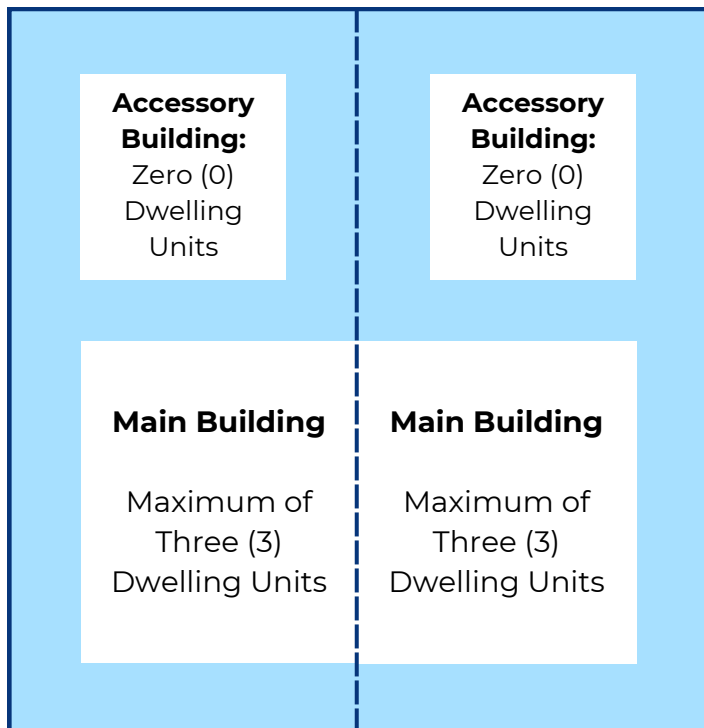 Accessory
Building:
Zero (0)
Dwelling
Units
Accessory
Building:
Zero (0)
Dwelling
Units
Main Building
Maximum of
Three (3)
Dwelling Units
Main Building
Maximum of
Three (3)
Dwelling Units